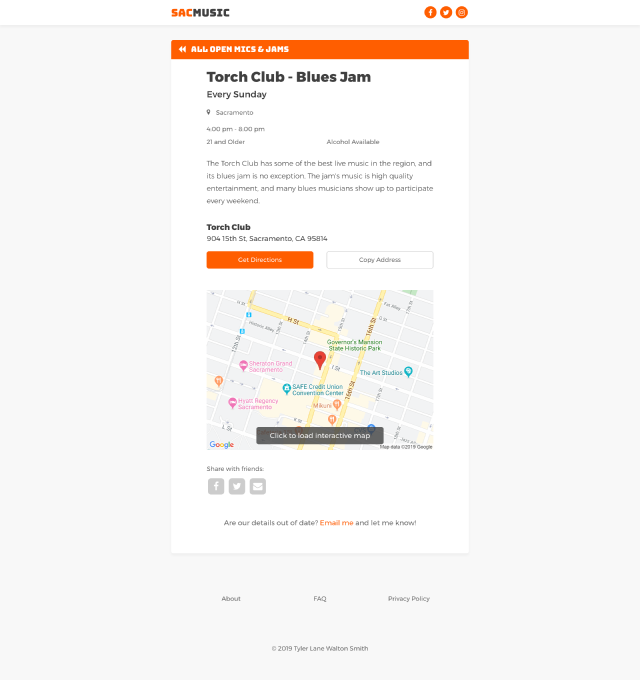 SACMUSIC
ALL OPEN MICS & JAMS
Torch Club - Blues Jam
Every Sunday
Sacramento
4:00 pm - 8:00 pm
21 and Older
Alcohol Available
The Torch Club has some of the best live music in the region, and
its blues jam is no exception. The jam's music is high quality
entertainment, and many blues musicians show up to participate
every weekend.
Torch Club
904 15th St, Sacramento, CA 95814
Get Directions
Copy Address
H St
H St
16th St
Governor's Mansion
State Historic Park
I St
Sheraton Grand
Sacramento
The Art Studios
SAFE Credit Union
Convention Center
Hyatt Regency
Sacramento
Mikuni
16th St
K St
Click to load interactive map
Google
Map data ©2019 Google
Share with friends:
Are our details out of date? Email me and let me know!
About
FAQ
Privacy Policy
© 2019 Tyler Lane Walton Smith